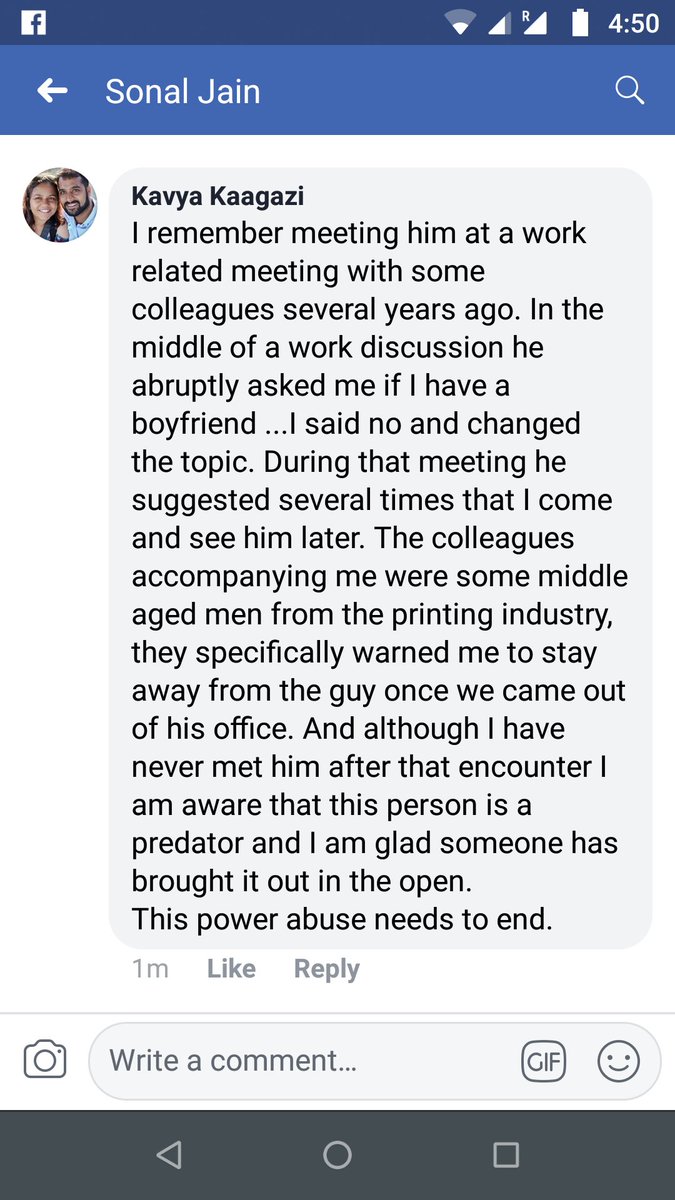 R
4:50
Sonal Jain
Kavya Kaagazi
I remember meeting him at a work
related meeting with some
colleagues several years ago. In the
middle of a work discussion he
abruptly asked me if I have a
boyfriend ...I said no and changed
the topic. During that meeting he
suggested several times that I come
and see him later. The colleagues
accompanying me were some middle
aged men from the printing industry,
they specifically warned me to stay
away from the guy once we came out
of his office. And although I have
never met him after that encounter I
am aware that this person is a
predator and I am glad someone has
brought it out in the open.
This power abuse needs to end.
1m Like Reply
Write a comment... GIF